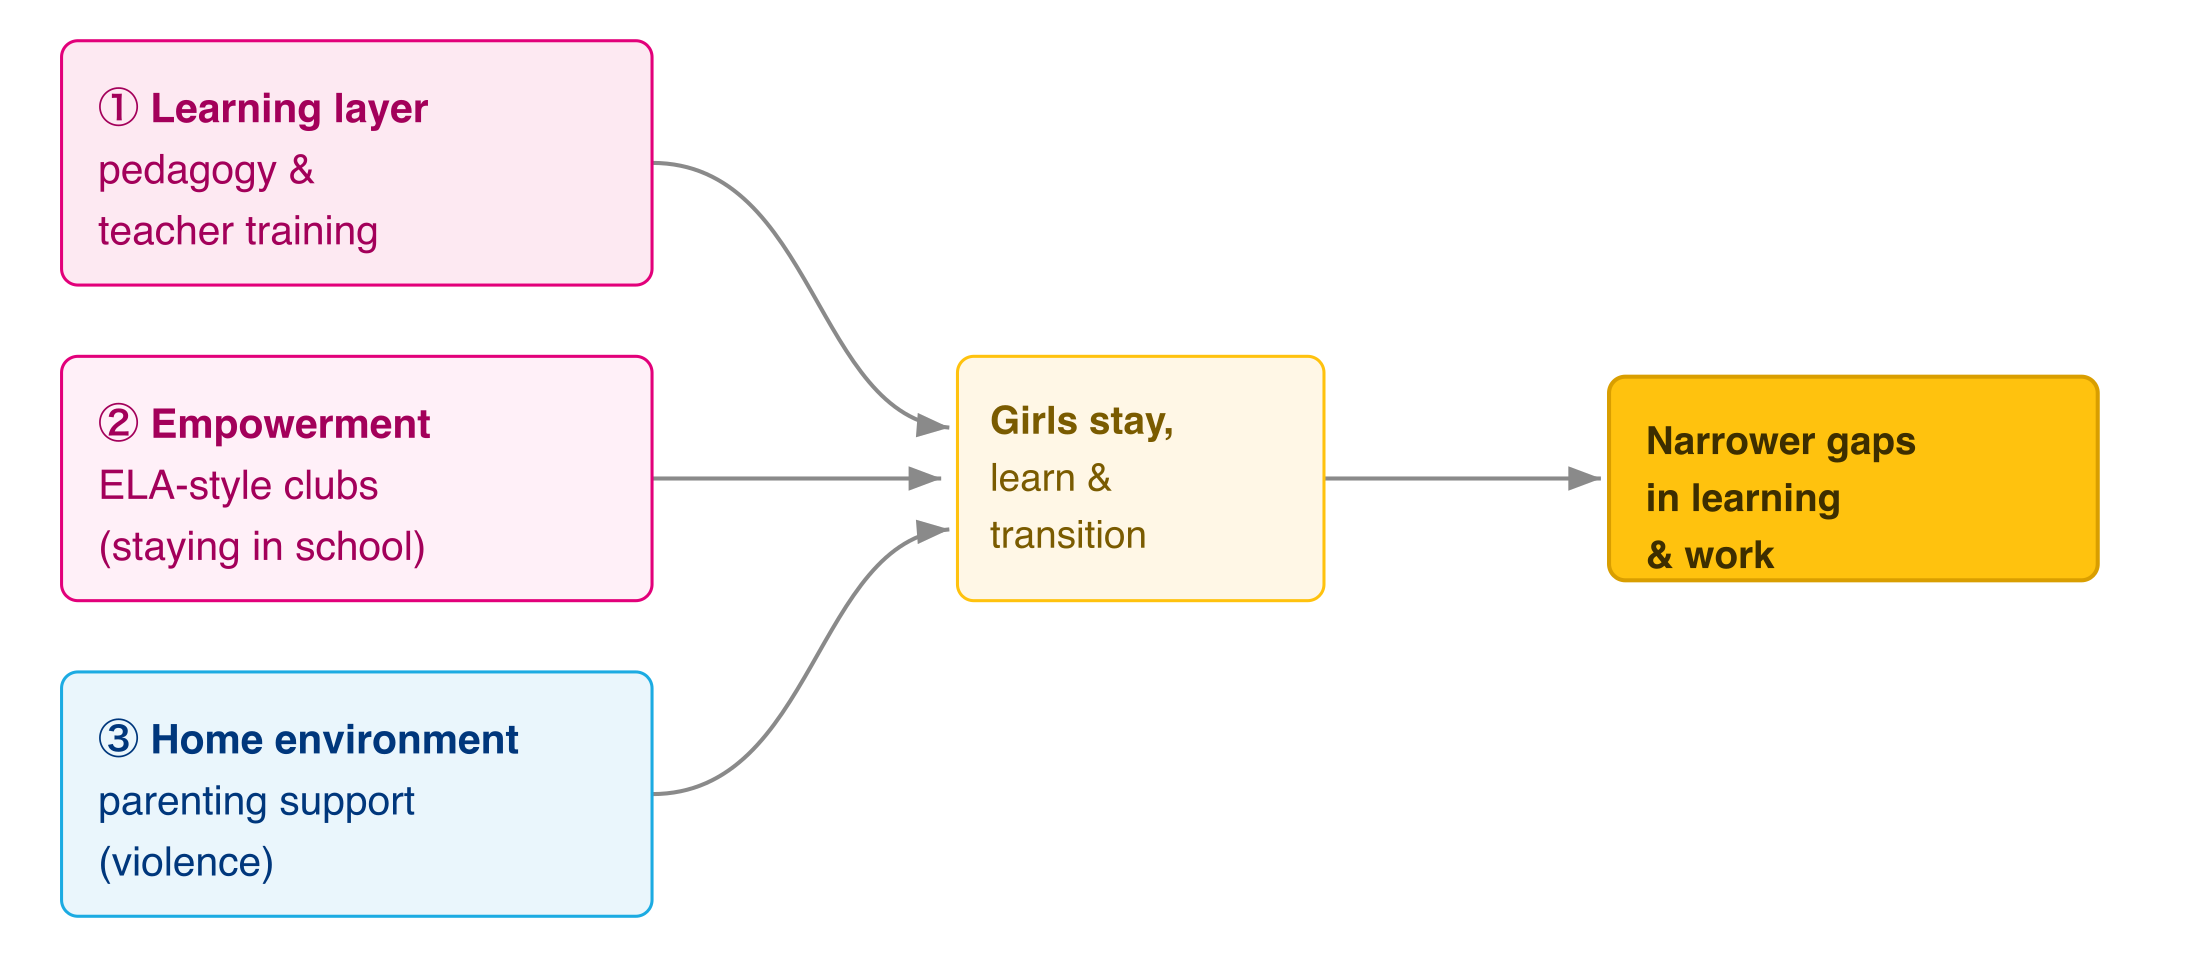 ① Learning layer
pedagogy &
teacher training
② Empowerment
ELA-style clubs
(staying in school)
③ Home environment
parenting support
(violence)
Girls stay,
learn &
transition
Narrower gaps
in learning
& work